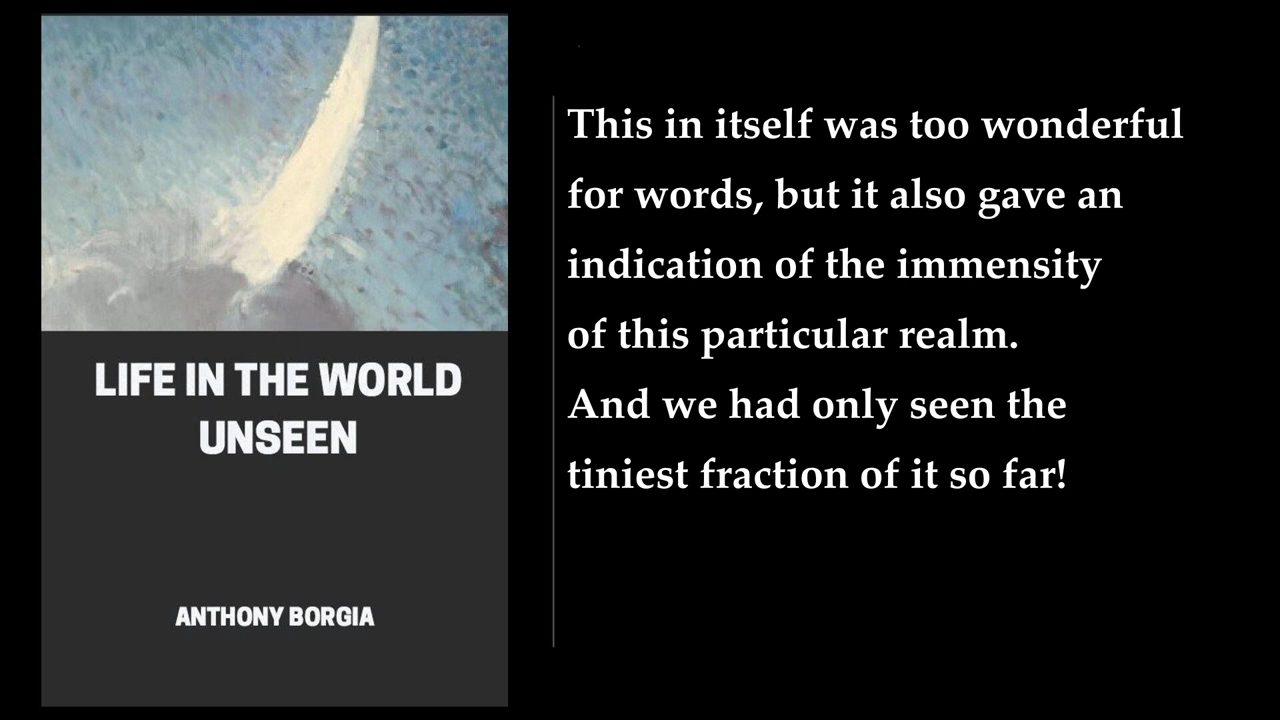 LIFE IN THE WORLD
UNSEEN
ANTHONY BORGIA
This in itself was too wonderful
for words, but it also gave an
indication of the immensity
of this particular realm.
And we had only seen the
tiniest fraction of it so far!